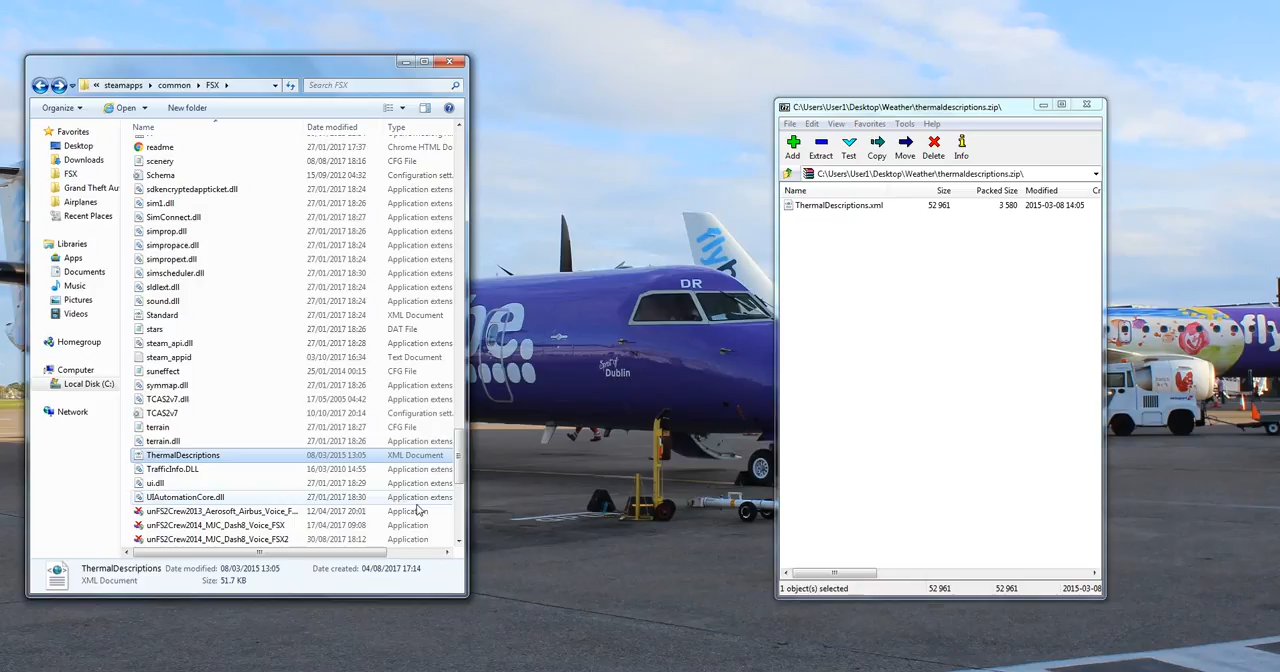 « steamapps ▸ common ▸ FSX ▸
Search FSX
Organize
Open
New folder
Favorites
Desktop
Downloads
FSX
Grand Theft Au
Airplanes
Recent Places
Libraries
Apps
Documents
Music
Pictures
Videos
Homegroup
Computer
Local Disk (C:)
Network
Name Date modified Type
readme 27/01/2017 17:37 Chrome HTML Do
scenery 08/08/2017 18:16 CFG File
Schema 15/09/2012 04:32 Configuration sett.
sdkencryptedappticket.dll 27/01/2017 18:24 Application extens
sim1.dll 27/01/2017 18:24 Application extens
SimConnect.dll 27/01/2017 18:24 Application extens
simprop.dll 27/01/2017 18:24 Application extens
simpropace.dll 27/01/2017 18:24 Application extens
simpropext.dll 27/01/2017 18:24 Application extens
simscheduler.dll 27/01/2017 18:30 Application extens
sldlext.dll 27/01/2017 18:24 Application extens
sound.dll 27/01/2017 18:24 Application extens
Standard 27/01/2017 18:24 XML Document
stars 27/01/2017 18:26 DAT File
steam_api.dll 27/01/2017 18:28 Application extens
steam_appid 03/10/2017 16:34 Text Document
suneffect 25/01/2014 00:15 CFG File
symmap.dll 27/01/2017 18:26 Application extens
TCAS2v7.dll 17/05/2005 04:42 Application extens
TCAS2v7 10/10/2017 20:14 Configuration sett.
terrain 27/01/2017 18:27 CFG File
terrain.dll 27/01/2017 18:26 Application extens
ThermalDescriptions 08/03/2015 13:05 XML Document
TrafficInfo.DLL 16/03/2010 14:55 Application extens
ui.dll 27/01/2017 18:29 Application extens
UIAutomationCore.dll 27/01/2017 18:30 Application extens
unFS2Crew2013_Aerosoft_Airbus_Voice_F... 12/04/2017 20:01 Application
unFS2Crew2014_MJC_Dash8_Voice_FSX 17/04/2017 09:08 Application
unFS2Crew2014_MJC_Dash8_Voice_FSX2 30/08/2017 18:12 Application
ThermalDescriptions Date modified: 08/03/2015 13:05 Date created: 04/08/2017 17:14
XML Document Size: 51.7 KB
C:\Users\User1\Desktop\Weather\thermaldescriptions.zip\
File Edit View Favorites Tools Help
Add Extract Test Copy Move Delete Info
C:\Users\User1\Desktop\Weather\thermaldescriptions.zip\
Name Size Packed Size Modified Cr
ThermalDescriptions.xml 52 961 3 580 2015-03-08 14:05
1 object(s) selected 52 961 52 961 2015-03-08
DR
be.
Spirit of
Dublin
flyb
fly